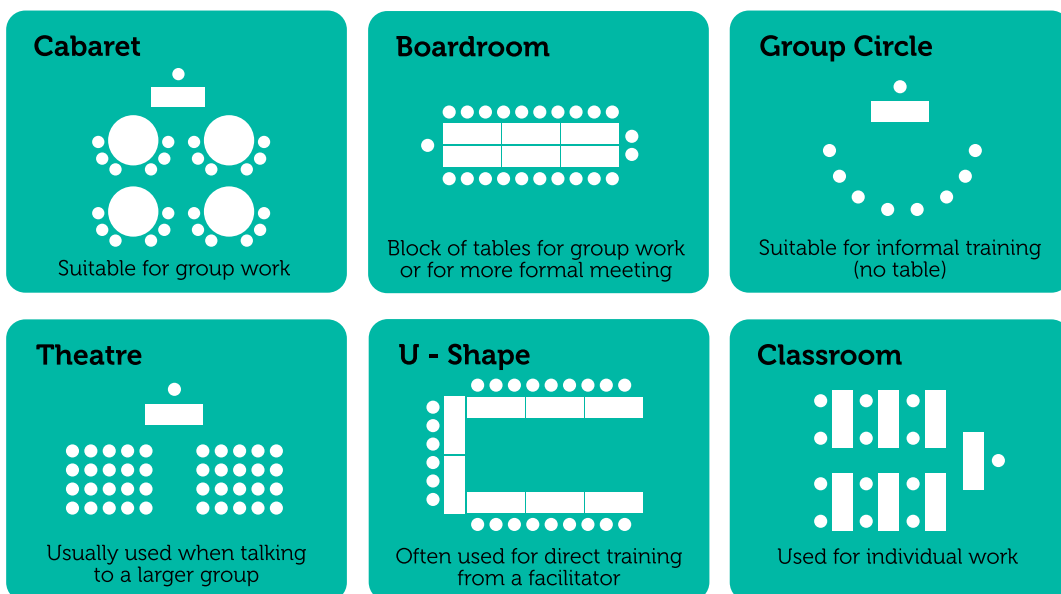 Cabaret
Suitable for group work
Boardroom
Block of tables for group work
or for more formal meeting
Group Circle
Suitable for informal training
(no table)
Theatre
Usually used when talking
to a larger group
U - Shape
Often used for direct training
from a facilitator
Classroom
Used for individual work